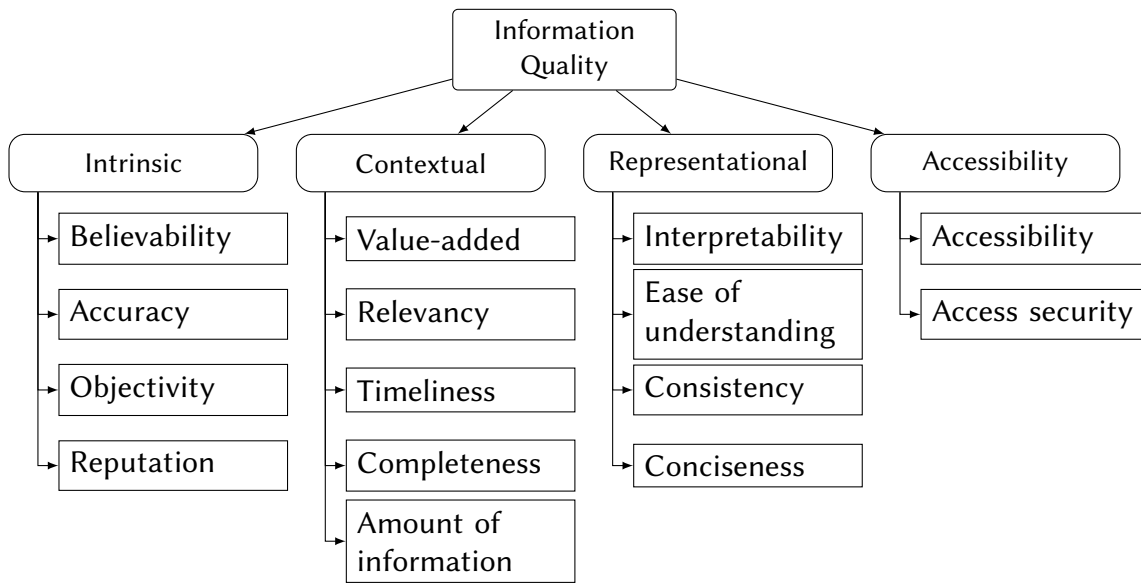 Information
Quality
Intrinsic
Contextual
Representational
Accessibility
Believability
Accuracy
Objectivity
Reputation
Value-added
Relevancy
Timeliness
Completeness
Amount of
information
Interpretability
Ease of
understanding
Consistency
Conciseness
Accessibility
Access security